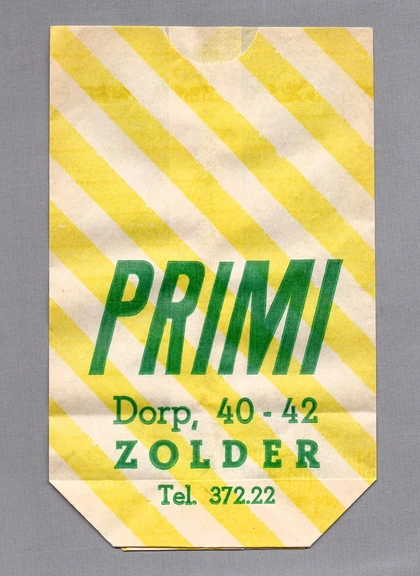 PRIMI
Dorp, 40-42
ZOLDER
Tel. 372.22